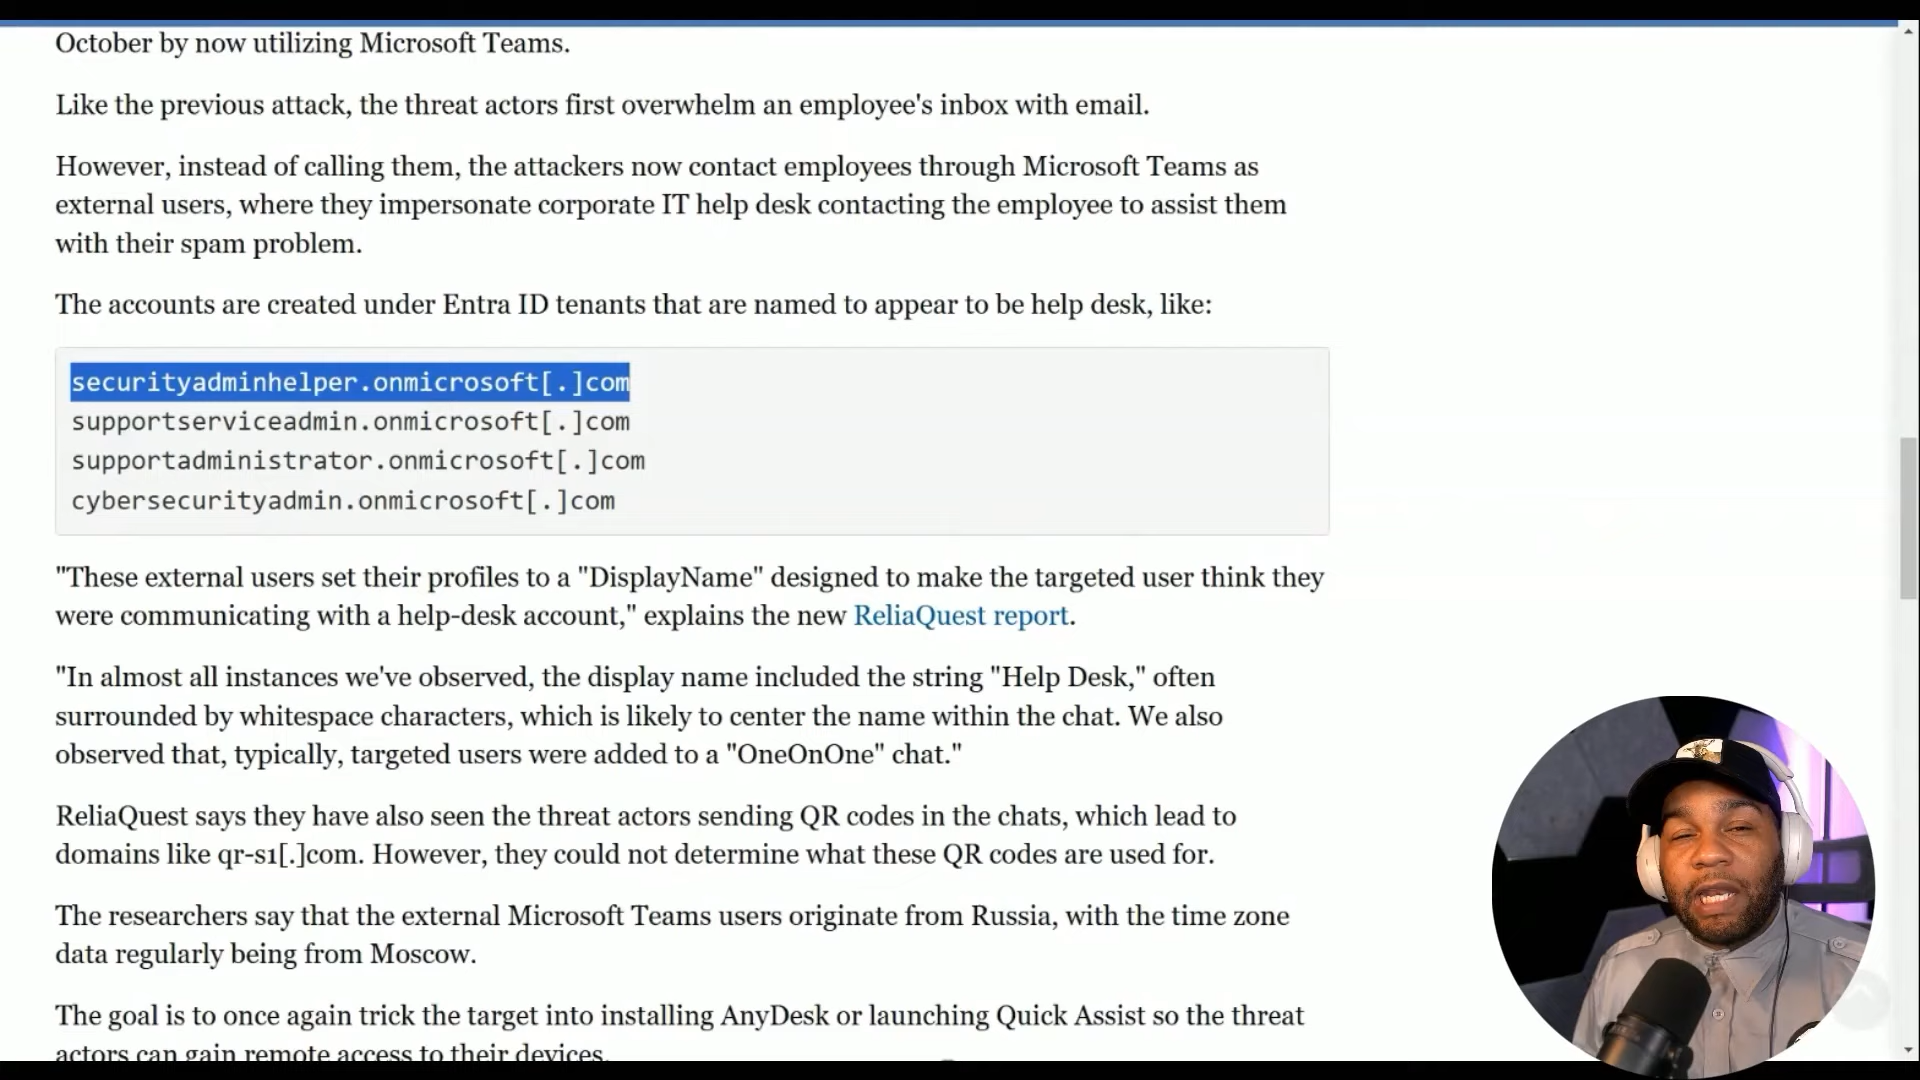 October by now utilizing Microsoft Teams.
Like the previous attack, the threat actors first overwhelm an employee's inbox with email.
However, instead of calling them, the attackers now contact employees through Microsoft Teams as
external users, where they impersonate corporate IT help desk contacting the employee to assist them
with their spam problem.
The accounts are created under Entra ID tenants that are named to appear to be help desk, like:
securityadminhelper.onmicrosoft[.]com
supportserviceadmin.onmicrosoft[.]com
supportadministrator.onmicrosoft[.]com
cybersecurityadmin.onmicrosoft[.]com
"These external users set their profiles to a "DisplayName" designed to make the targeted user think they
were communicating with a help-desk account," explains the new ReliaQuest report.
"In almost all instances we've observed, the display name included the string "Help Desk," often
surrounded by whitespace characters, which is likely to center the name within the chat. We also
observed that, typically, targeted users were added to a "OneOnOne" chat."
ReliaQuest says they have also seen the threat actors sending QR codes in the chats, which lead to
domains like qr-s1[.]com. However, they could not determine what these QR codes are used for.
The researchers say that the external Microsoft Teams users originate from Russia, with the time zone
data regularly being from Moscow.
The goal is to once again trick the target into installing AnyDesk or launching Quick Assist so the threat
actors can gain remote access to their devices.